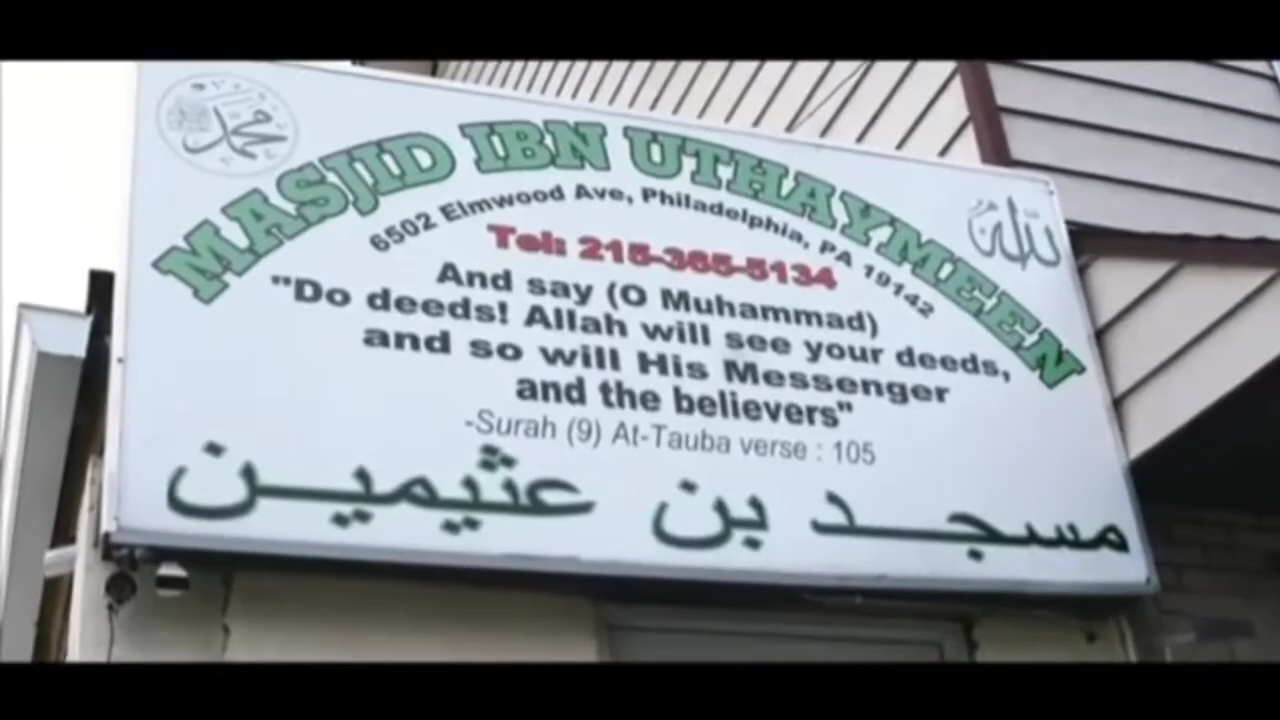 محمد
الله
MASJID IBN UTHAYMEEN
6502 Elmwood Ave, Philadelphia, PA 19142
Tel: 215-365-5134
And say (O Muhammad)
"Do deeds! Allah will see your deeds,
and so will His Messenger
and the believers"
-Surah (9) At-Tauba verse : 105
مسجد بن عثيمين